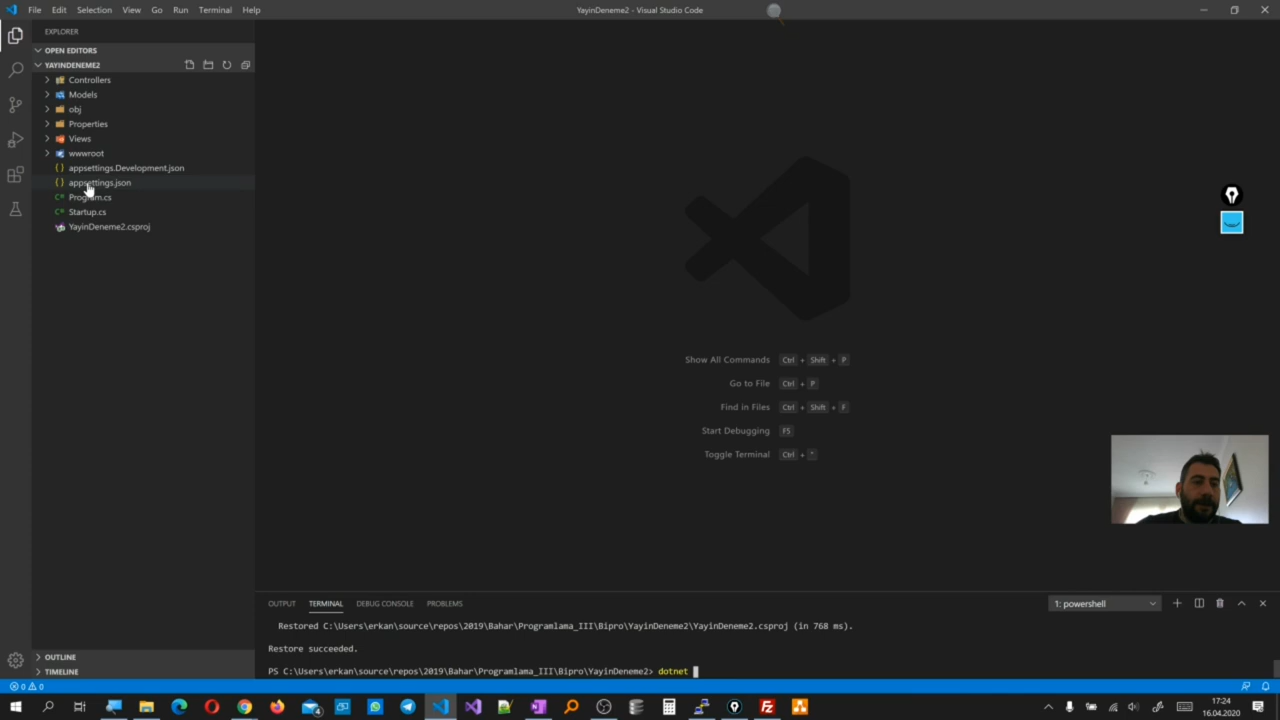 File Edit Selection View Go Run Terminal Help
YayinDeneme2 - Visual Studio Code
EXPLORER
OPEN EDITORS
YAYINDENEME2
Controllers
Models
obj
Properties
Views
wwwroot
appsettings.Development.json
appsettings.json
Program.cs
Startup.cs
YayinDeneme2.csproj
Show All Commands Ctrl + Shift + P
Go to File Ctrl + P
Find in Files Ctrl + Shift + F
Start Debugging F5
Toggle Terminal Ctrl + "
OUTPUT TERMINAL DEBUG CONSOLE PROBLEMS
1: powershell
Restored C:\Users\erkan\source\repos\2019\Bahar\Programlama_III\Bipro\YayinDeneme2\YayinDeneme2.csproj (in 768 ms).
Restore succeeded.
PS C:\Users\erkan\source\repos\2019\Bahar\Programlama_III\Bipro\YayinDeneme2> dotnet
OUTLINE
TIMELINE
0 0
4
17:24
16.04.2020